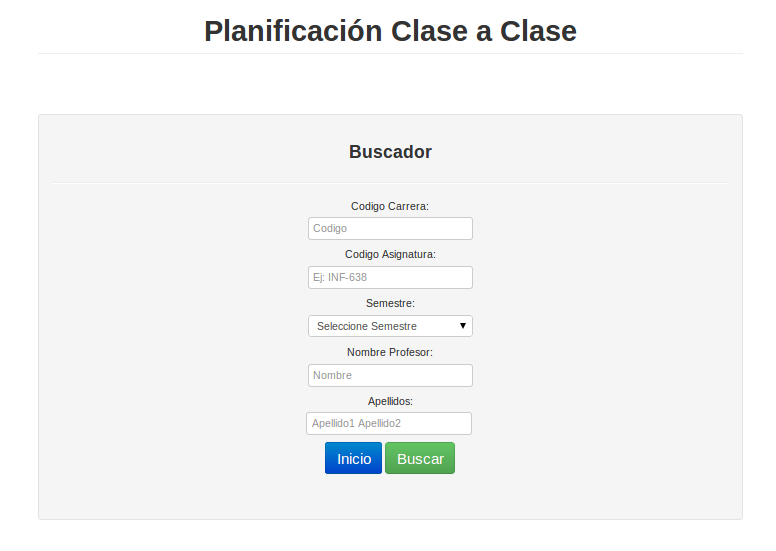 Planificación Clase a Clase
Buscador
Codigo Carrera:
Codigo
Codigo Asignatura:
Ej: INF-638
Semestre:
Seleccione Semestre
Nombre Profesor:
Nombre
Apellidos:
Apellido1 Apellido2
Inicio Buscar